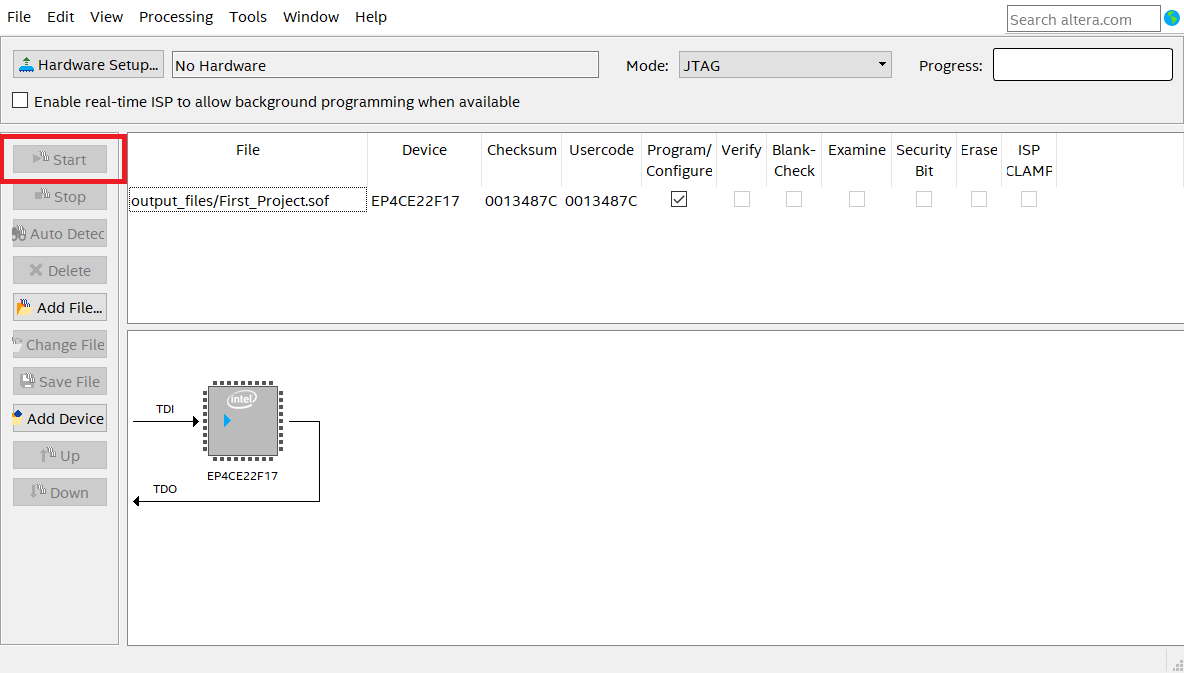 File Edit View Processing Tools Window Help
Search altera.com
Hardware Setup... No Hardware Mode: JTAG Progress:
Enable real-time ISP to allow background programming when available
Start
Stop
Auto Detec
Delete
Add File...
Change File
Save File
Add Device
Up
Down
File Device Checksum Usercode Program/ Verify Blank- Examine Security Erase ISP
Configure Check Bit CLAMP
output_files/First_Project.sof EP4CE22F17 0013487C 0013487C
TDI
intel
EP4CE22F17
TDO